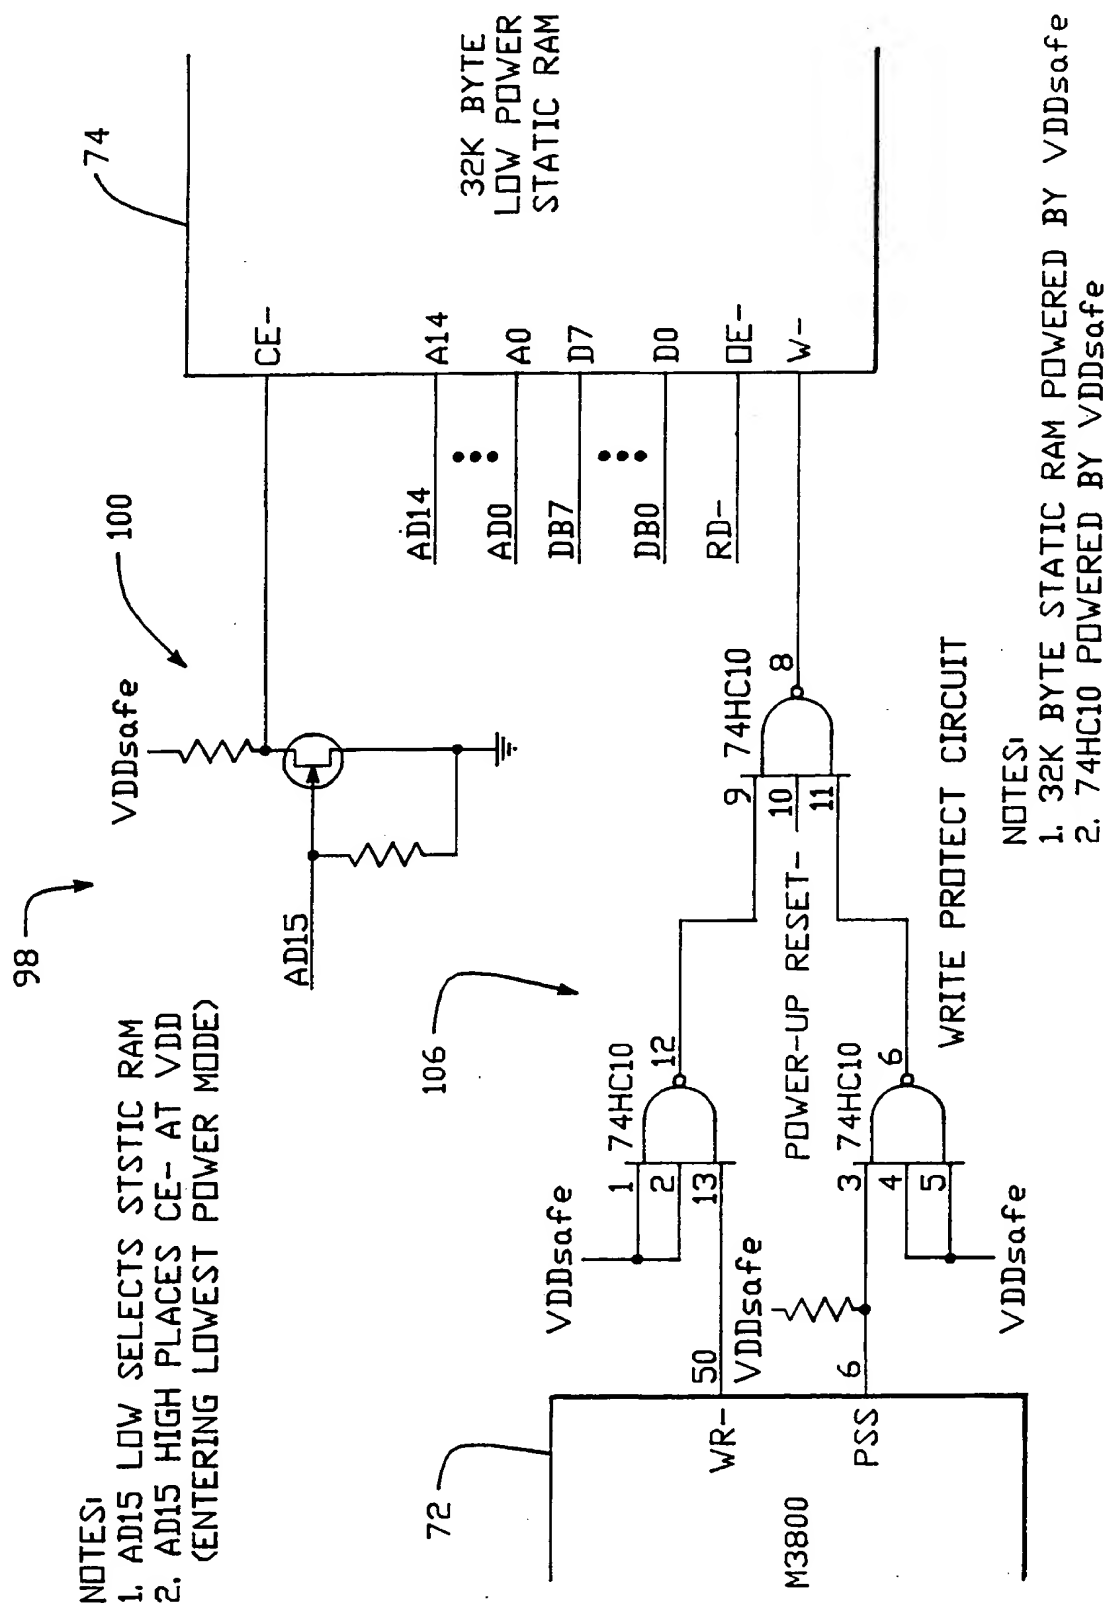 NOTES:
1. AD15 LOW SELECTS STSTIC RAM
2. AD15 HIGH PLACES CE- AT VDD
(ENTERING LOWEST POWER MODE)
98
100
74
VDDsafe
AD15
CE-
32K BYTE
LOW POWER
STATIC RAM
AD14
A14
AD0
A0
DB7
D7
DB0
D0
RD-
OE-
W-
106
72
M3800
WR-
50
PSS
6
VDDsafe
1
2
13
74HC10
12
VDDsafe
3
4
5
74HC10
6
VDDsafe
POWER-UP RESET-
9
10
11
74HC10
8
WRITE PROTECT CIRCUIT
NOTES:
1. 32K BYTE STATIC RAM POWERED BY VDDsafe
2. 74HC10 POWERED BY VDDsafe